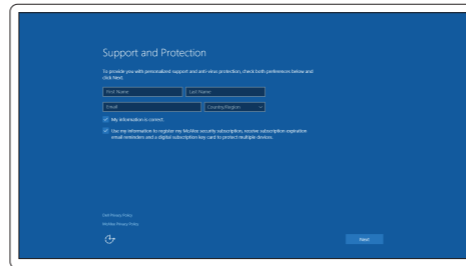 Support and Protection
To provide you with personalized support and anti-virus protection, check both preferences below and
click Next.
First Name
Last Name
Email
Country/Region
My information is correct.
Use my information to register my McAfee security subscription, receive subscription expiration
email reminders and a digital subscription key card to protect multiple devices.
Dell Privacy Policy
McAfee Privacy Policy
Next